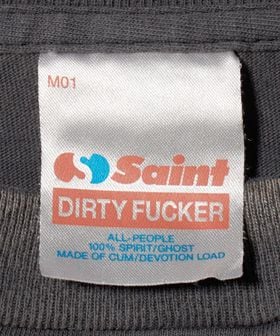 M01
Saint
DIRTY FUCKER
ALL-PEOPLE
100% SPIRIT/GHOST
MADE OF CUM/DEVOTION LOAD